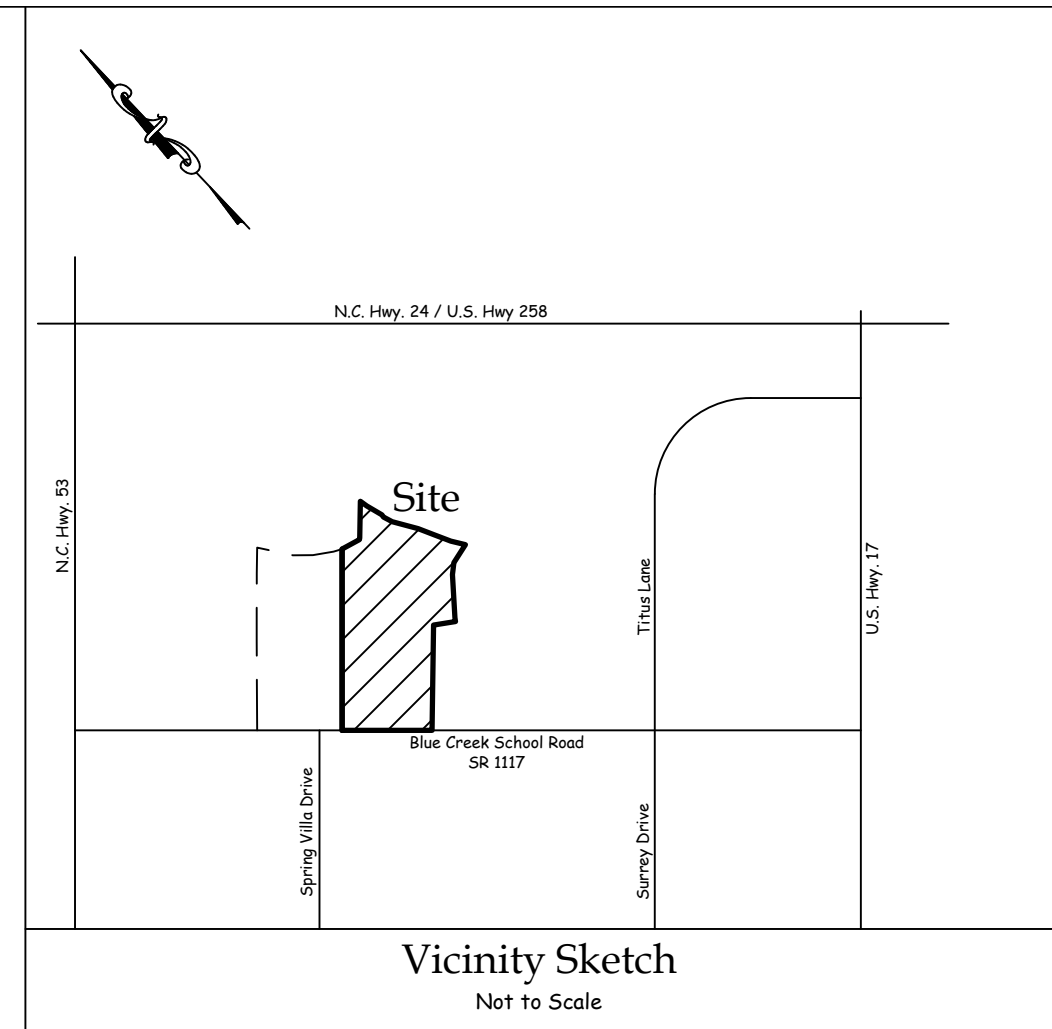 N.C. Hwy. 24 / U.S. Hwy 258
N.C. Hwy. 53
Site
Titus Lane
U.S. Hwy. 17
Blue Creek School Road
SR 1117
Spring Villa Drive
Surrey Drive
Vicinity Sketch
Not to Scale